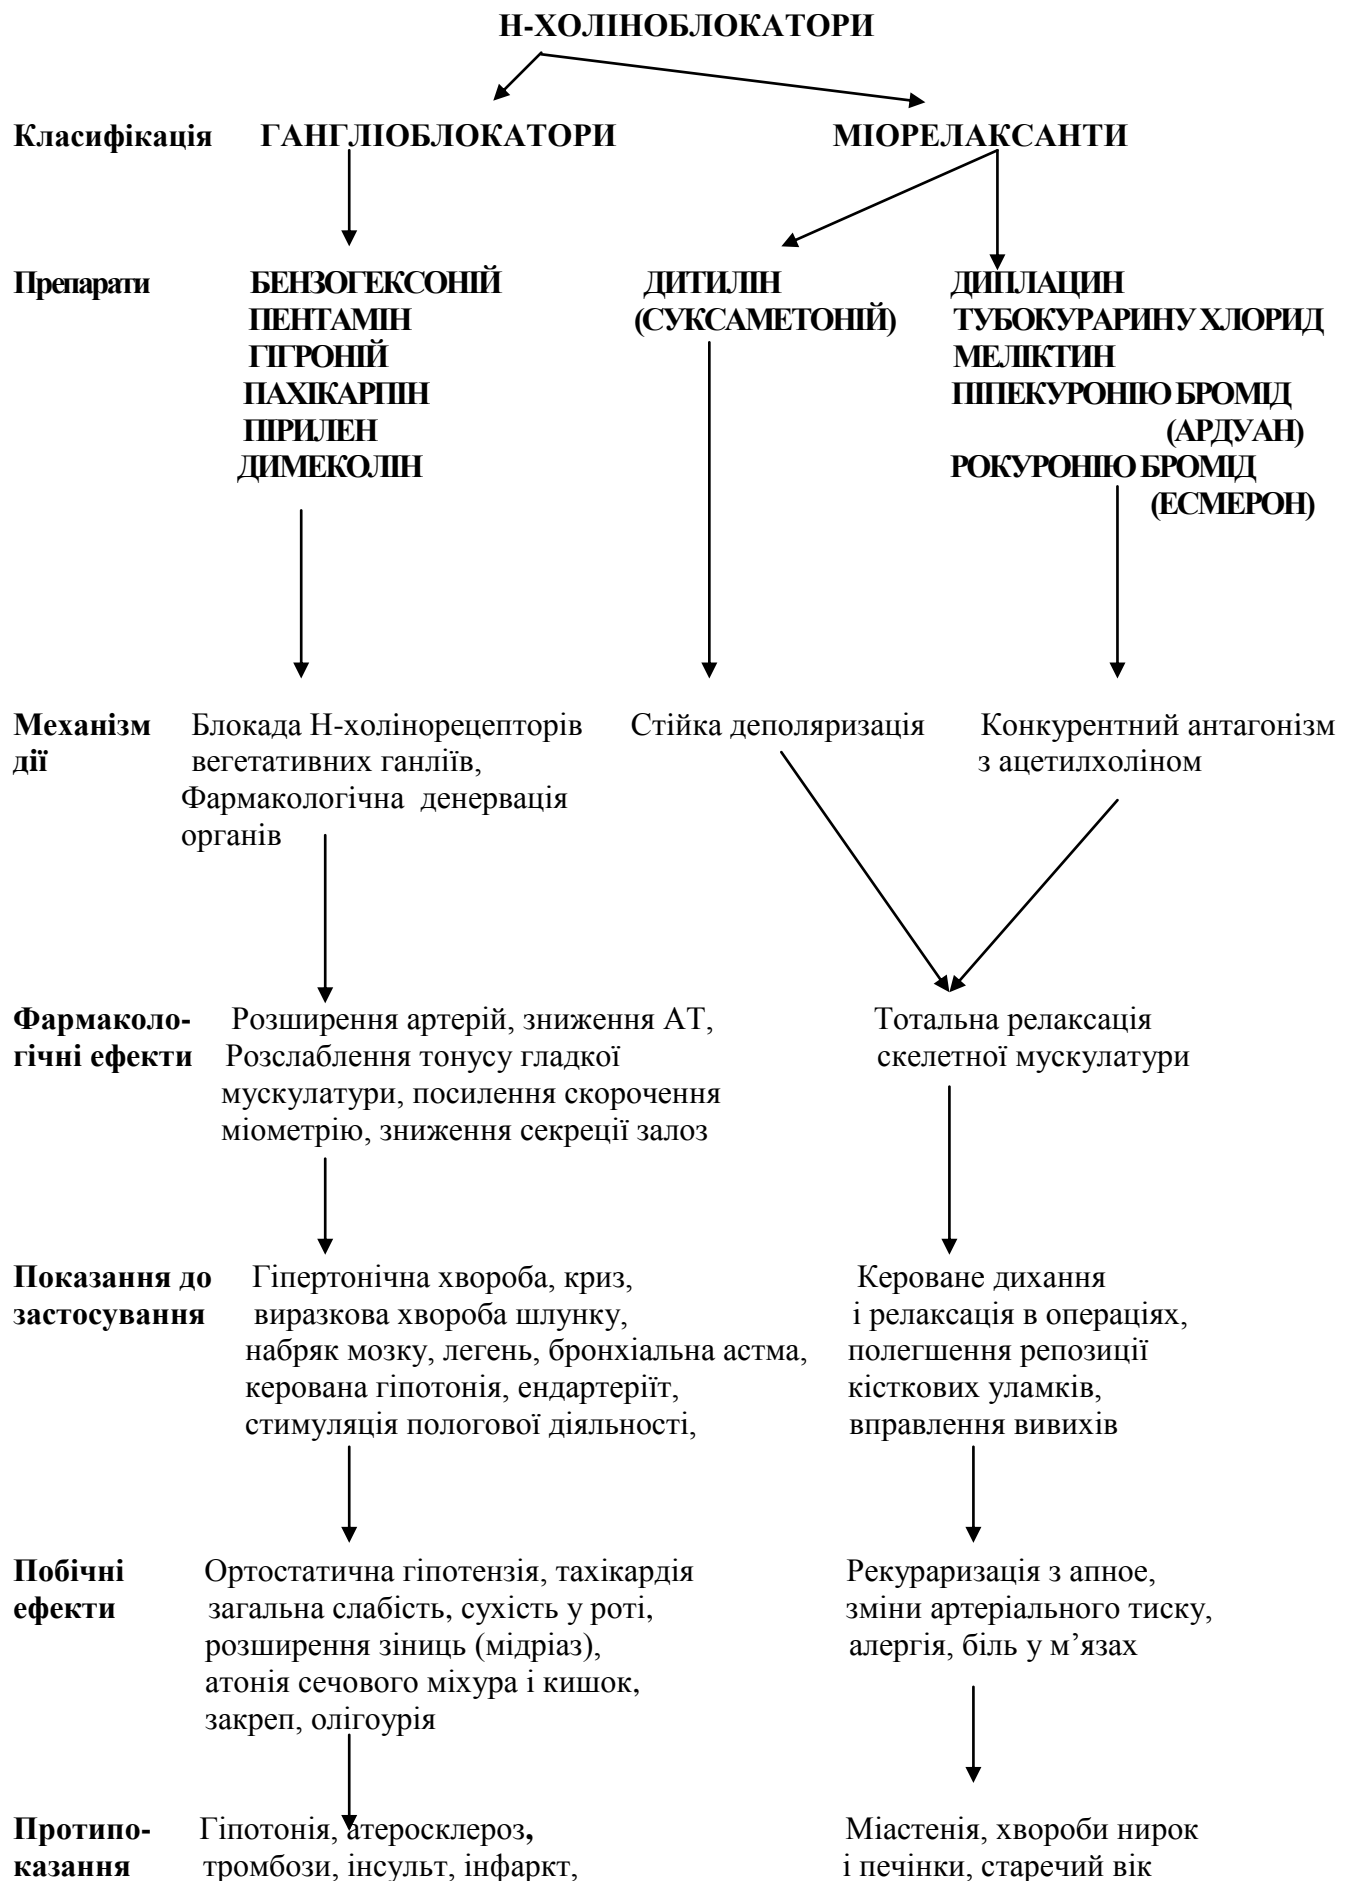 Н-ХОЛІНОБЛОКАТОРИ
Класифікація ГАНГЛІОБЛОКАТОРИ МІОРЕЛАКСАНТИ
Препарати БЕНЗОГЕКСОНІЙ ДИТИЛІН ДИПЛАЦИН
ПЕНТАМІН (СУКСАМЕТОНІЙ) ТУБОКУРАРИНУ ХЛОРИД
ГІГРОНІЙ МЕЛІКТИН
ПАХІКАРПІН ПІПЕКУРОНІЮ БРОМІД
ПІРИЛЕН (АРДУАН)
ДИМЕКОЛІН РОКУРОНІЮ БРОМІД
(ЕСМЕРОН)
Механізм Блокада Н-холінорецепторів Стійка деполяризація Конкурентний антагонізм
дії вегетативних ганліїв, з ацетилхоліном
Фармакологічна денервація
органів
Фармаколо- Розширення артерій, зниження АТ, Тотальна релаксація
гічні ефекти Розслаблення тонусу гладкої скелетної мускулатури
мускулатури, посилення скорочення
міометрію, зниження секреції залоз
Показання до Гіпертонічна хвороба, криз, Кероване дихання
застосування виразкова хвороба шлунку, і релаксація в операціях,
набряк мозку, легень, бронхіальна астма, полегшення репозиції
керована гіпотонія, ендартеріїт, кісткових уламків,
стимуляція пологової діяльності, вправлення вивихів
Побічні Ортостатична гіпотензія, тахікардія Рекураризація з апное,
ефекти загальна слабість, сухість у роті, зміни артеріального тиску,
розширення зіниць (мідріаз), алергія, біль у м’язах
атонія сечового міхура і кишок,
закреп, олігоурія
Протипо- Гіпотонія, атеросклероз, Міастенія, хвороби нирок
казання тромбози, інсульт, інфаркт, і печінки, старечий вік